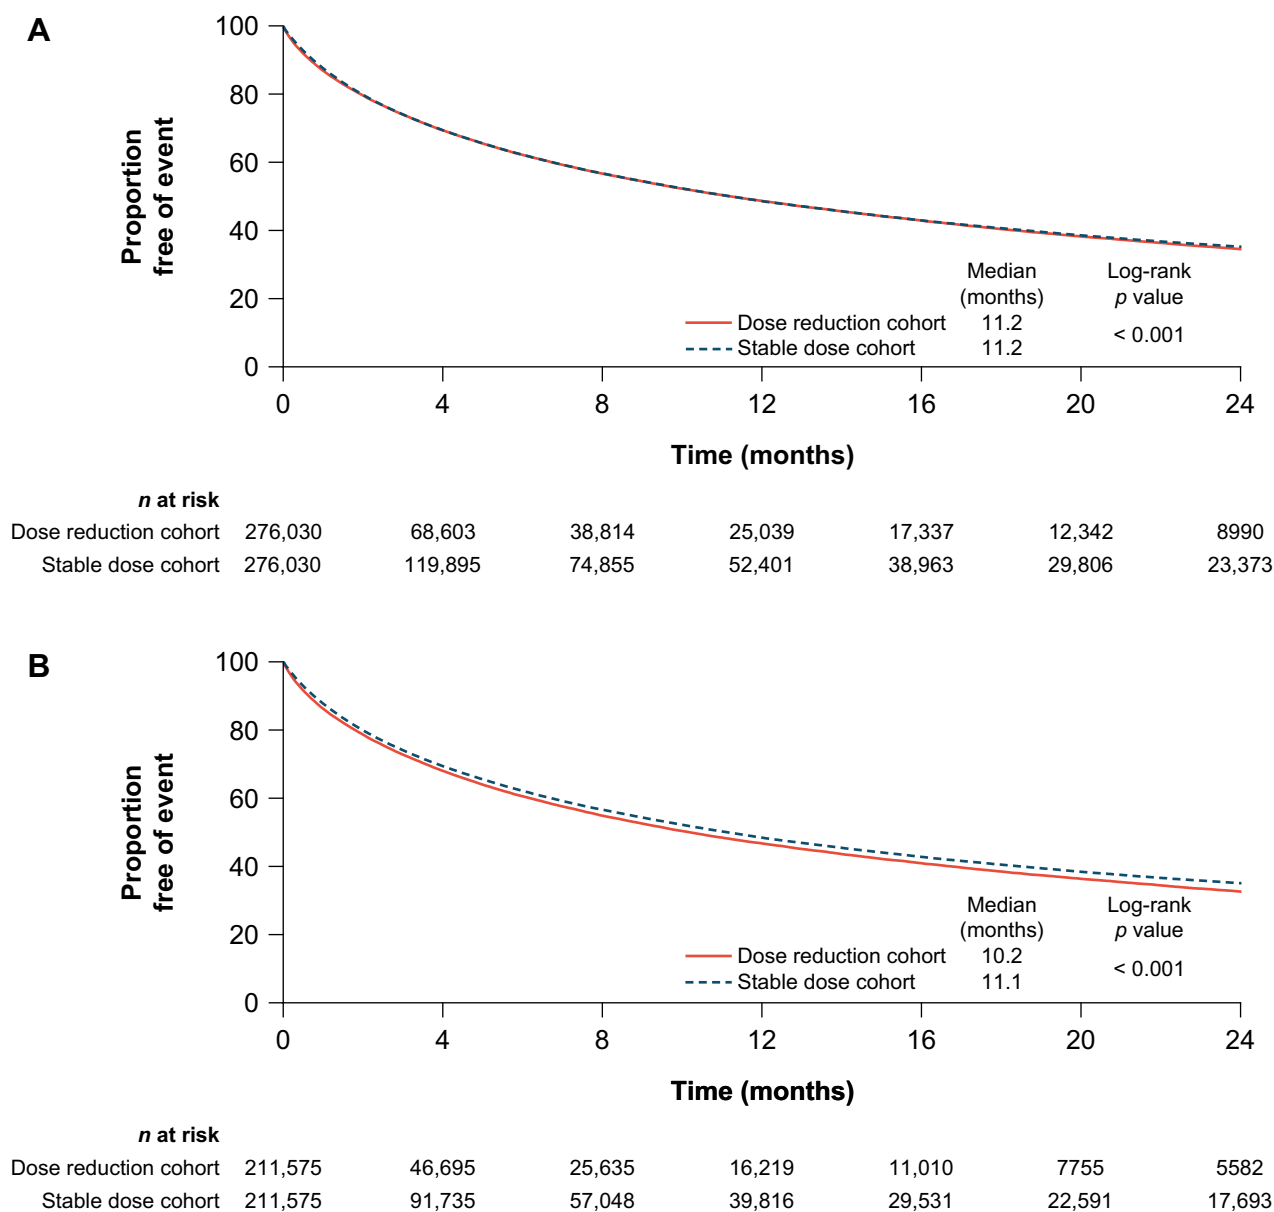 A
100
80
60
40
20
0
Proportion
free of event
Median
(months)
Log-rank
p value
Dose reduction cohort 11.2
Stable dose cohort 11.2
< 0.001
0 4 8 12 16 20 24
Time (months)
n at risk
Dose reduction cohort 276,030 68,603 38,814 25,039 17,337 12,342 8990
Stable dose cohort 276,030 119,895 74,855 52,401 38,963 29,806 23,373
B
100
80
60
40
20
0
Proportion
free of event
Median
(months)
Log-rank
p value
Dose reduction cohort 10.2
Stable dose cohort 11.1
< 0.001
0 4 8 12 16 20 24
Time (months)
n at risk
Dose reduction cohort 211,575 46,695 25,635 16,219 11,010 7755 5582
Stable dose cohort 211,575 91,735 57,048 39,816 29,531 22,591 17,693